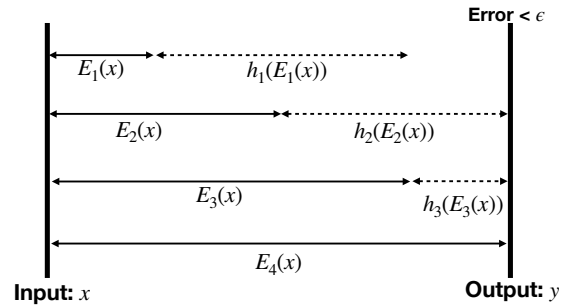 Error < ϵ
E₁(x)
h₁(E₁(x))
E₂(x)
h₂(E₂(x))
E₃(x)
h₃(E₃(x))
E₄(x)
Input: x
Output: y